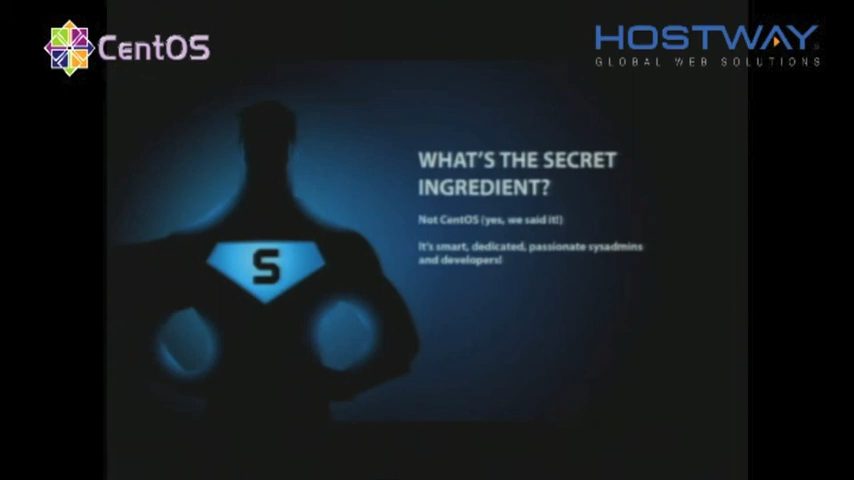 CentOS
HOSTWAY
GLOBAL WEB SOLUTIONS
WHAT'S THE SECRET
INGREDIENT?
Not CentOS (yes, we said it!)
It's smart, dedicated, passionate sysadmins
and developers!
S